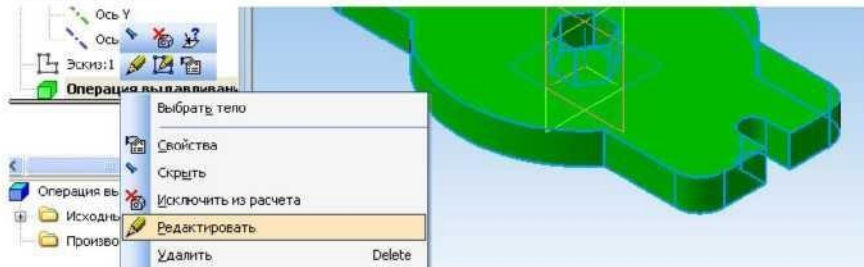 Ось Y
Ось
Эскиз:1
Операция выдавливани
Выбрать тело
Свойства
Скрыть
Исключить из расчета
Редактировать
Удалить Delete
Операция вы
Исходны
Произво